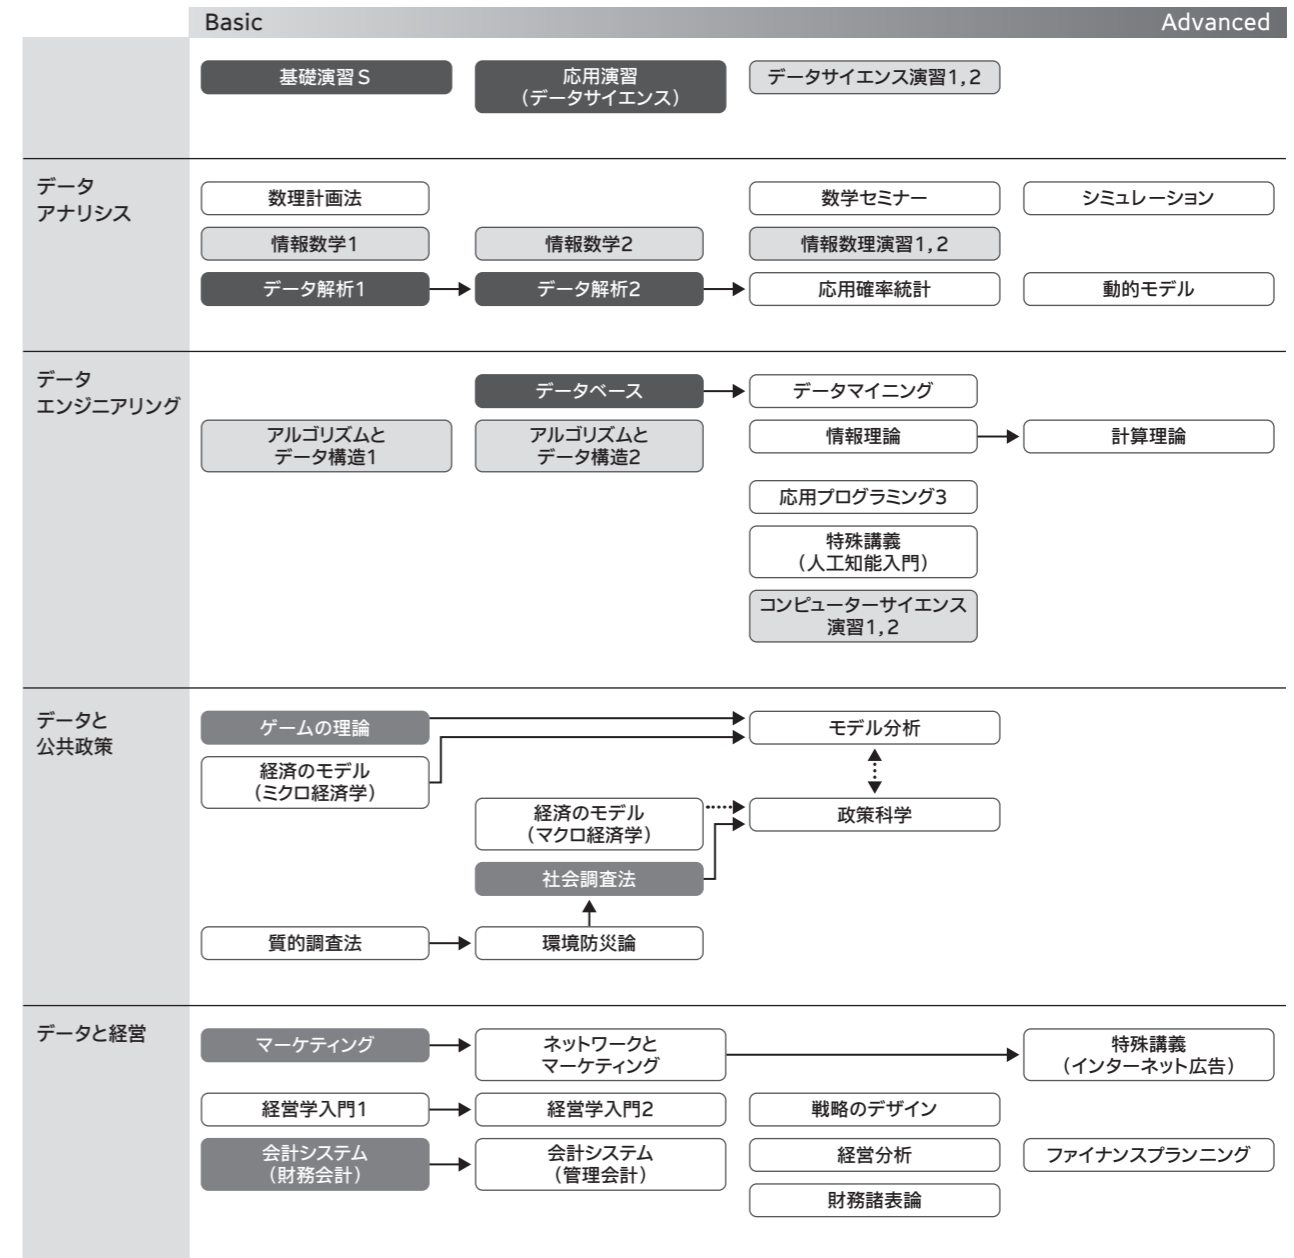 Basic
Advanced
基礎演習S
応用演習
（データサイエンス）
データサイエンス演習1,2
データ
アナリシス
数理計画法
数学セミナー
シミュレーション
情報数学1
情報数学2
情報数理演習1,2
データ解析1
データ解析2
応用確率統計
動的モデル
データ
エンジニアリング
データベース
データマイニング
アルゴリズムと
データ構造1
アルゴリズムと
データ構造2
情報理論
計算理論
応用プログラミング3
特殊講義
（人工知能入門）
コンピューターサイエンス
演習1,2
データと
公共政策
ゲームの理論
モデル分析
経済のモデル
（ミクロ経済学）
経済のモデル
（マクロ経済学）
政策科学
社会調査法
質的調査法
環境防災論
データと経営
マーケティング
ネットワークと
マーケティング
特殊講義
（インターネット広告）
経営学入門1
経営学入門2
戦略のデザイン
会計システム
（財務会計）
会計システム
（管理会計）
経営分析
ファイナンスプランニング
財務諸表論